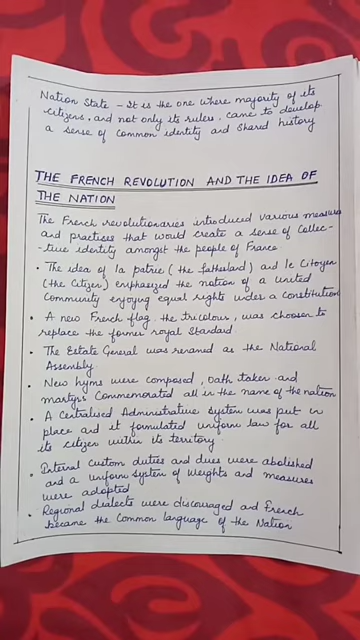 Nation State - It is the one where majority of its
citizens, and not only its rulers, came to develop
a sense of common identity and Shared history
THE FRENCH REVOLUTION AND THE IDEA OF
THE NATION
The French revolutionaries introduced various measures
and practises that would create a sense of Collec-
-tive identity amongst the people of France.
• The idea of la patrie (the fatherland) and le Citoyen
(the Citizen) emphasized the nation of a united
Community enjoying equal rights under a Constitution
• A new French flag, the tricolour, was choosen to
replace the former royal Standard
• The Estate General was renamed as the National
Assembly.
• New hyms were composed, Oath taken and
martyrs Commemorated all in the name of the nation
• A Centralised Administrative System was put in
place and it formulated uniform law for all
its citizen within its territory.
• Internal Custom duties and dues were abolished
and a uniform system of Weights and measures
were adopted
• Regional dialects were discouraged and French
became the Common language of the Nation